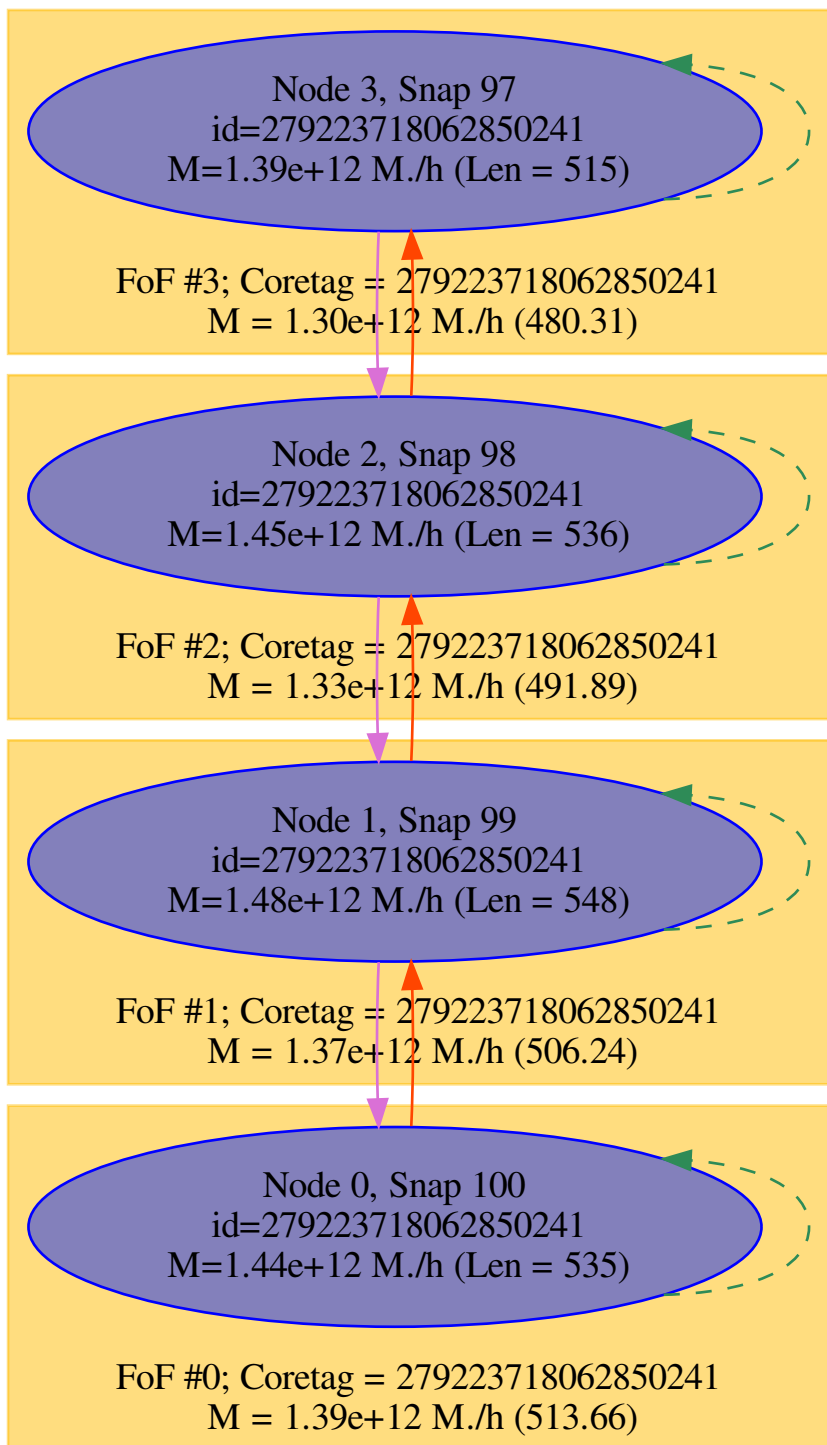 Node 3, Snap 97
id=279223718062850241
M=1.39e+12 M./h (Len = 515)
FoF #3; Coretag = 279223718062850241
M = 1.30e+12 M./h (480.31)
Node 2, Snap 98
id=279223718062850241
M=1.45e+12 M./h (Len = 536)
FoF #2; Coretag = 279223718062850241
M = 1.33e+12 M./h (491.89)
Node 1, Snap 99
id=279223718062850241
M=1.48e+12 M./h (Len = 548)
FoF #1; Coretag = 279223718062850241
M = 1.37e+12 M./h (506.24)
Node 0, Snap 100
id=279223718062850241
M=1.44e+12 M./h (Len = 535)
FoF #0; Coretag = 279223718062850241
M = 1.39e+12 M./h (513.66)